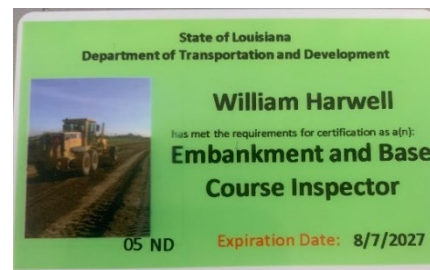 State of Louisiana
Department of Transportation and Development
William Harwell
has met the requirements for certification as a(n):
Embankment and Base
Course Inspector
05 ND
Expiration Date: 8/7/2027